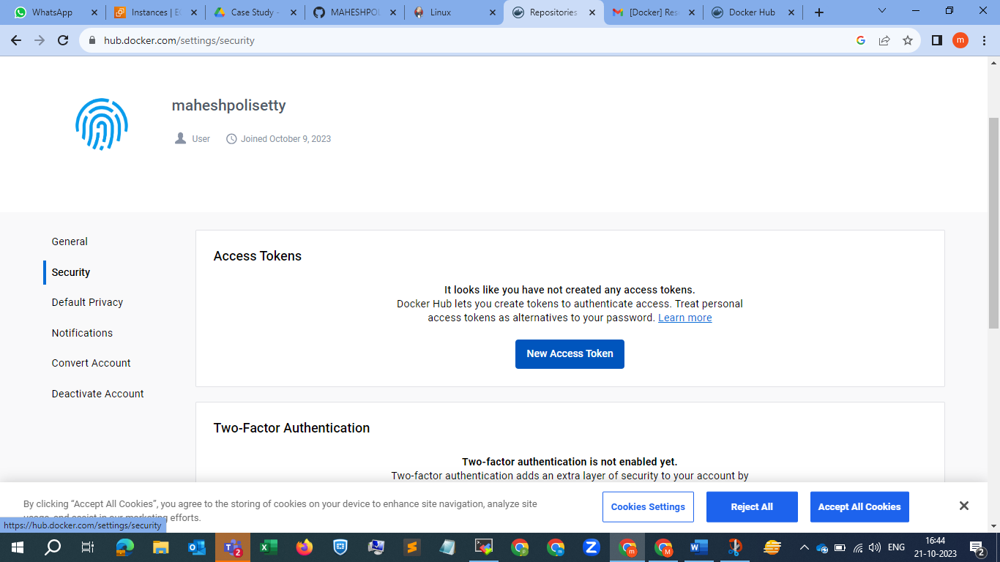 WhatsApp
Instances | E
Case Study -
MAHESHPOL
Linux
Repositories
[Docker] Res
Docker Hub
hub.docker.com/settings/security
m
maheshpolisetty
User
Joined October 9, 2023
General
Security
Default Privacy
Notifications
Convert Account
Deactivate Account
Access Tokens
It looks like you have not created any access tokens.
Docker Hub lets you create tokens to authenticate access. Treat personal
access tokens as alternatives to your password. Learn more
New Access Token
Two-Factor Authentication
Two-factor authentication is not enabled yet.
Two-factor authentication adds an extra layer of security to your account by
By clicking “Accept All Cookies”, you agree to the storing of cookies on your device to enhance site navigation, analyze site
usage, and assist in our marketing efforts.
Cookies Settings
Reject All
Accept All Cookies
https://hub.docker.com/settings/security
2
ENG
16:44
21-10-2023
2